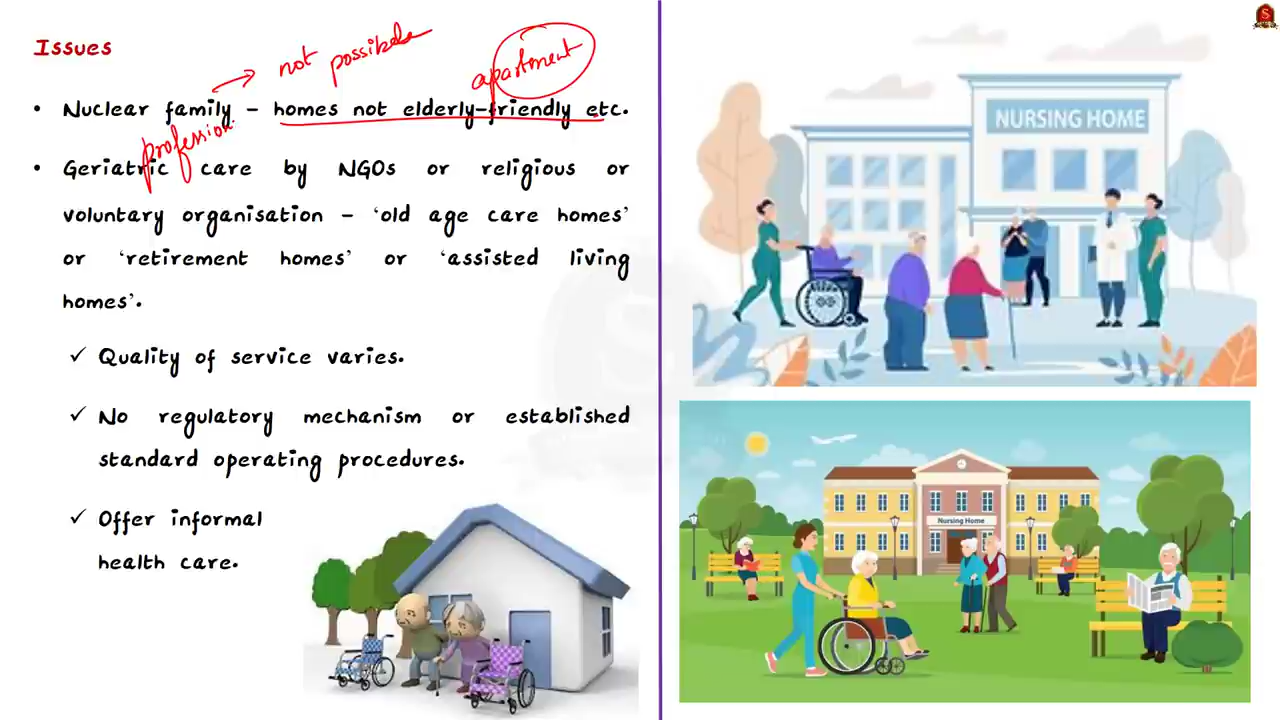 Issues
not possible
apartment
• Nuclear family – homes not elderly-friendly etc.
profession
• Geriatric care by NGOs or religious or
voluntary organisation – ‘old age care homes’
or ‘retirement homes’ or ‘assisted living
homes’.
✓ Quality of service varies.
✓ No regulatory mechanism or established
standard operating procedures.
✓ Offer informal
health care.
NURSING HOME
Nursing Home